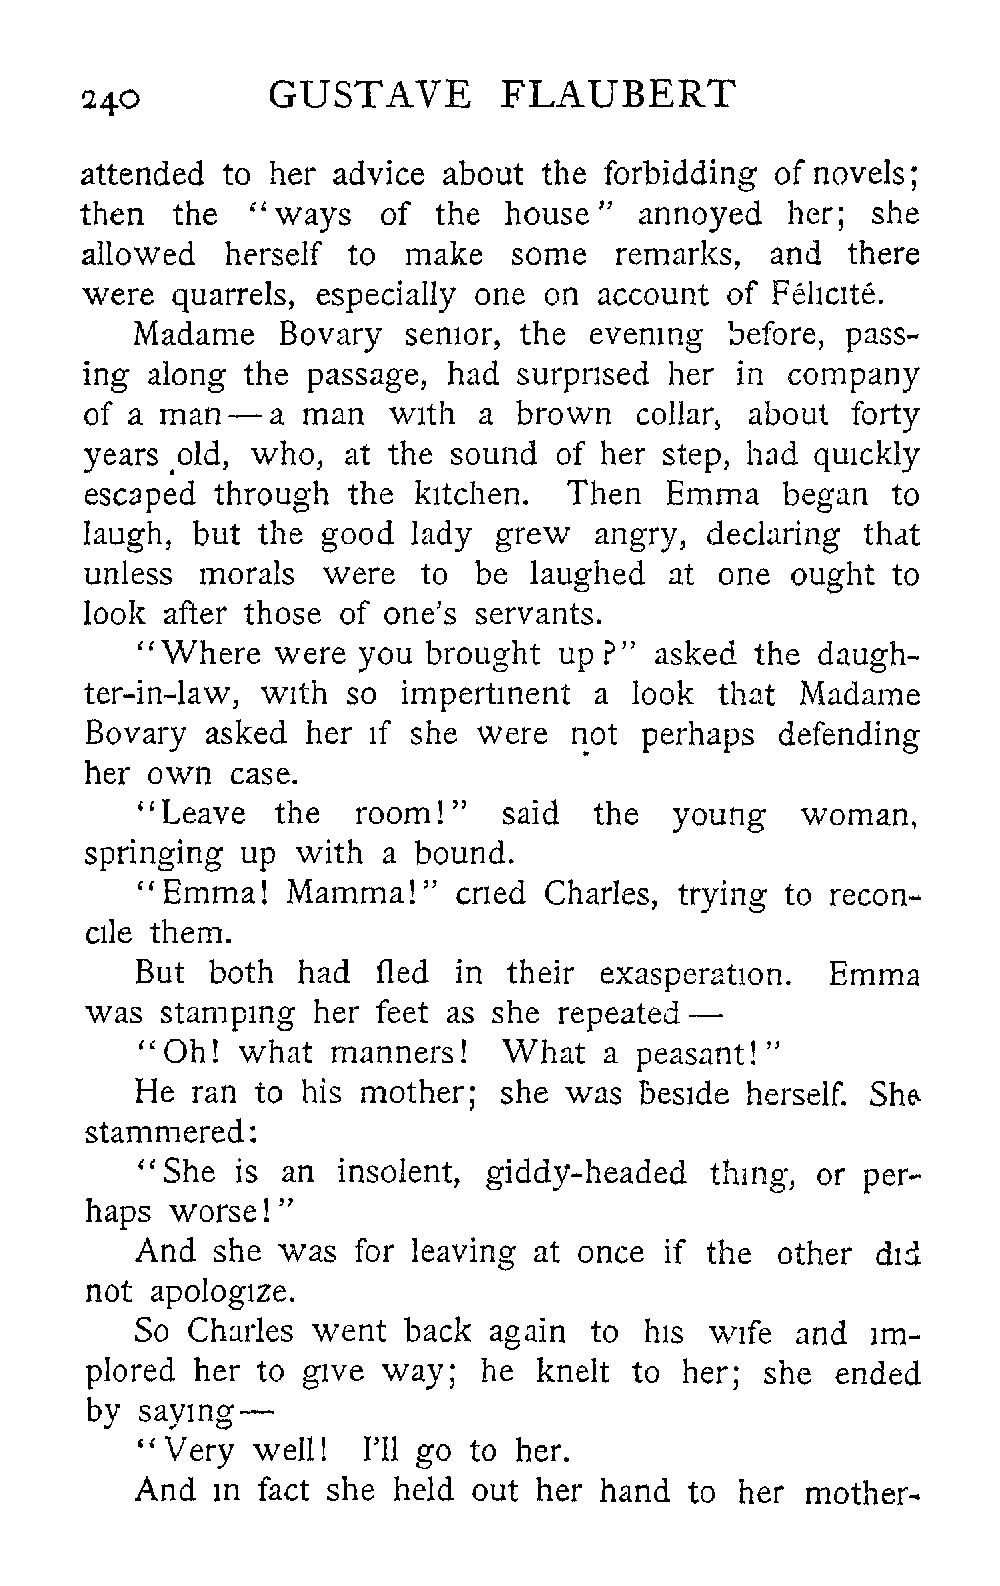 240 GUSTAVE FLAUBERT
attended to her advice about the forbidding of novels;
then the “ways of the house” annoyed her; she
allowed herself to make some remarks, and there
were quarrels, especially one on account of Félicité.
Madame Bovary senior, the evening before, pass-
ing along the passage, had surprised her in company
of a man—a man with a brown collar, about forty
years old, who, at the sound of her step, had quickly
escaped through the kitchen. Then Emma began to
laugh, but the good lady grew angry, declaring that
unless morals were to be laughed at one ought to
look after those of one's servants.
“Where were you brought up?” asked the daugh-
ter-in-law, with so impertinent a look that Madame
Bovary asked her if she were not perhaps defending
her own case.
“Leave the room!” said the young woman,
springing up with a bound.
“Emma! Mamma!” cried Charles, trying to recon-
cile them.
But both had fled in their exasperation. Emma
was stamping her feet as she repeated—
“Oh! what manners! What a peasant!”
He ran to his mother; she was beside herself. She
stammered:
“She is an insolent, giddy-headed thing, or per-
haps worse!”
And she was for leaving at once if the other did
not apologize.
So Charles went back again to his wife and im-
plored her to give way; he knelt to her; she ended
by saying—
“Very well! I'll go to her.
And in fact she held out her hand to her mother-